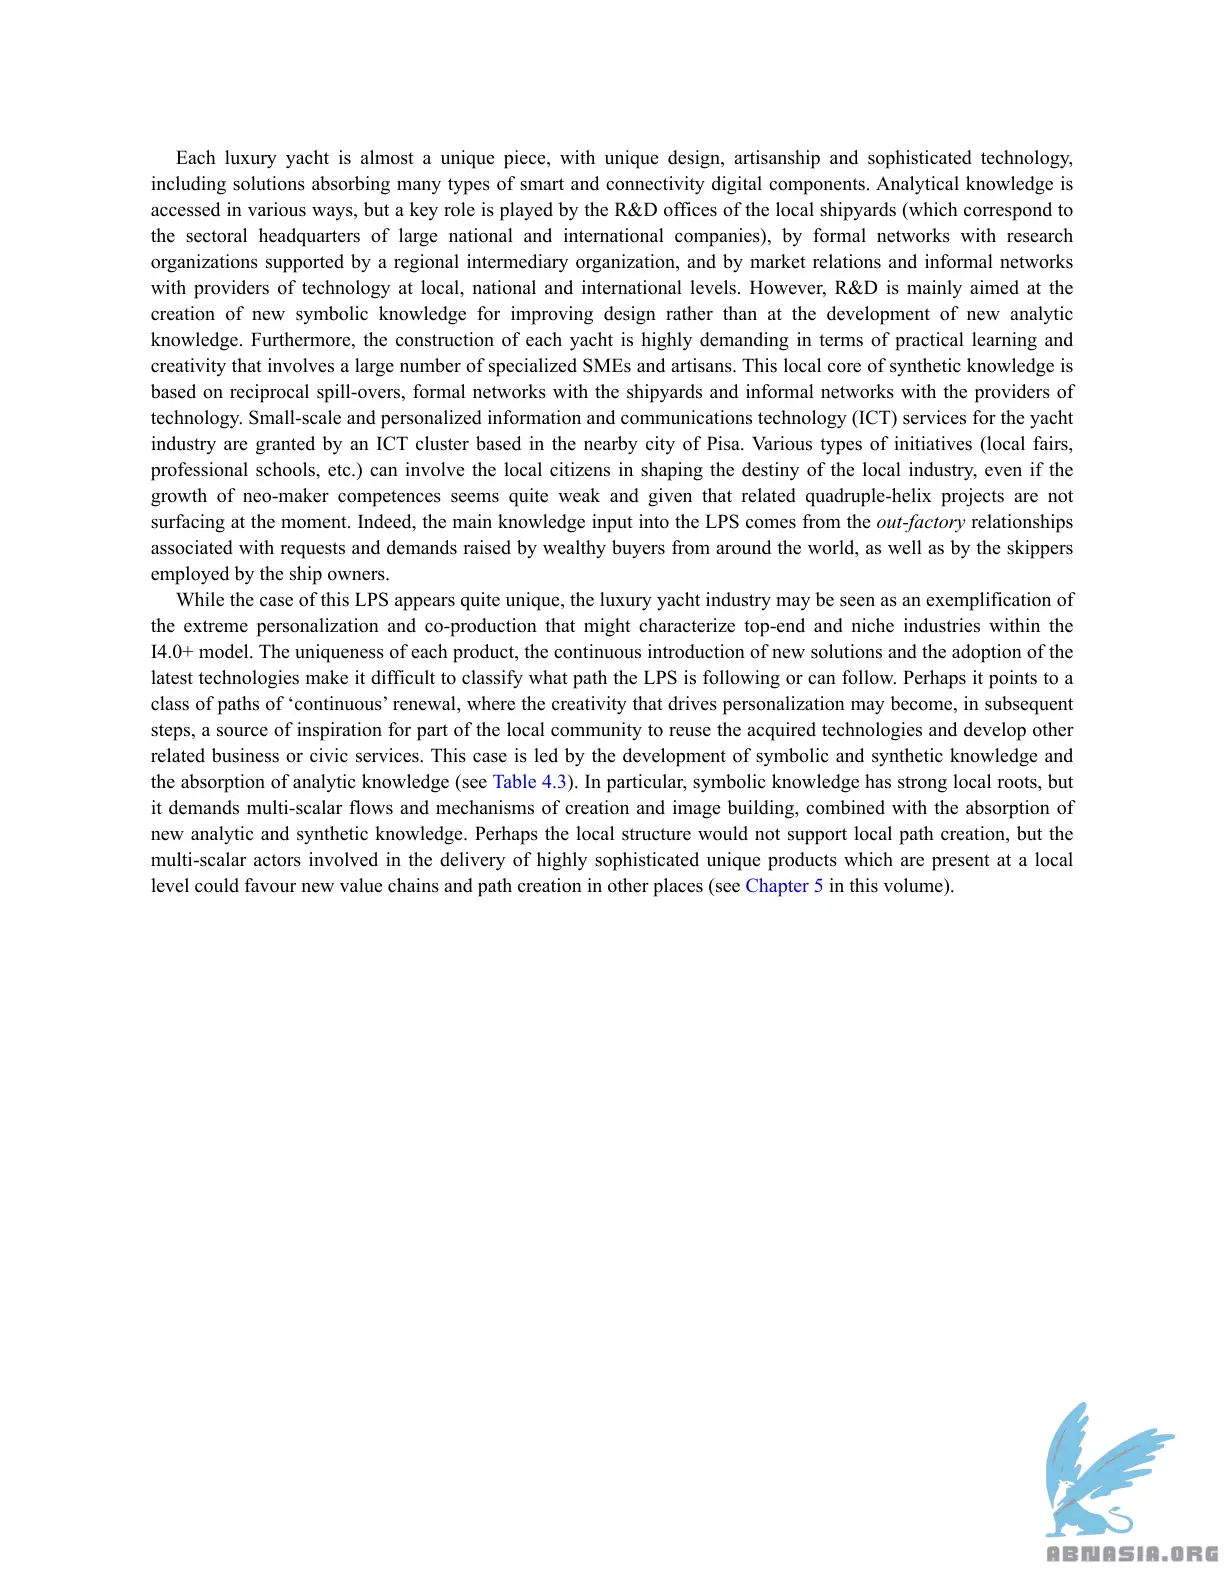 Each luxury yacht is almost a unique piece, with unique design, artisanship and sophisticated technology,
including solutions absorbing many types of smart and connectivity digital components. Analytical knowledge is
accessed in various ways, but a key role is played by the R&D offices of the local shipyards (which correspond to
the sectoral headquarters of large national and international companies), by formal networks with research
organizations supported by a regional intermediary organization, and by market relations and informal networks
with providers of technology at local, national and international levels. However, R&D is mainly aimed at the
creation of new symbolic knowledge for improving design rather than at the development of new analytic
knowledge. Furthermore, the construction of each yacht is highly demanding in terms of practical learning and
creativity that involves a large number of specialized SMEs and artisans. This local core of synthetic knowledge is
based on reciprocal spill-overs, formal networks with the shipyards and informal networks with the providers of
technology. Small-scale and personalized information and communications technology (ICT) services for the yacht
industry are granted by an ICT cluster based in the nearby city of Pisa. Various types of initiatives (local fairs,
professional schools, etc.) can involve the local citizens in shaping the destiny of the local industry, even if the
growth of neo-maker competences seems quite weak and given that related quadruple-helix projects are not
surfacing at the moment. Indeed, the main knowledge input into the LPS comes from the out-factory relationships
associated with requests and demands raised by wealthy buyers from around the world, as well as by the skippers
employed by the ship owners.
While the case of this LPS appears quite unique, the luxury yacht industry may be seen as an exemplification of
the extreme personalization and co-production that might characterize top-end and niche industries within the
I4.0+ model. The uniqueness of each product, the continuous introduction of new solutions and the adoption of the
latest technologies make it difficult to classify what path the LPS is following or can follow. Perhaps it points to a
class of paths of ‘continuous’ renewal, where the creativity that drives personalization may become, in subsequent
steps, a source of inspiration for part of the local community to reuse the acquired technologies and develop other
related business or civic services. This case is led by the development of symbolic and synthetic knowledge and
the absorption of analytic knowledge (see Table 4.3). In particular, symbolic knowledge has strong local roots, but
it demands multi-scalar flows and mechanisms of creation and image building, combined with the absorption of
new analytic and synthetic knowledge. Perhaps the local structure would not support local path creation, but the
multi-scalar actors involved in the delivery of highly sophisticated unique products which are present at a local
level could favour new value chains and path creation in other places (see Chapter 5 in this volume).
ABNASIA.ORG